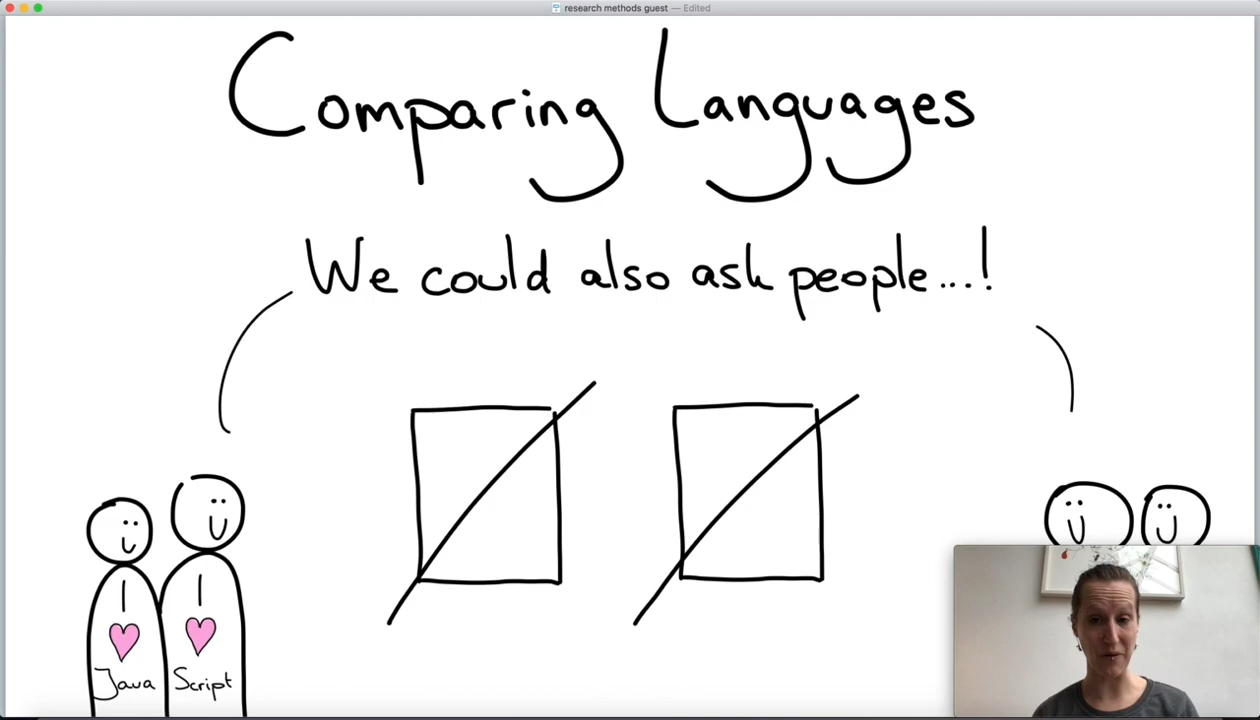 research methods guest — Edited
Comparing Languages
We could also ask people...!
I I
Java Script